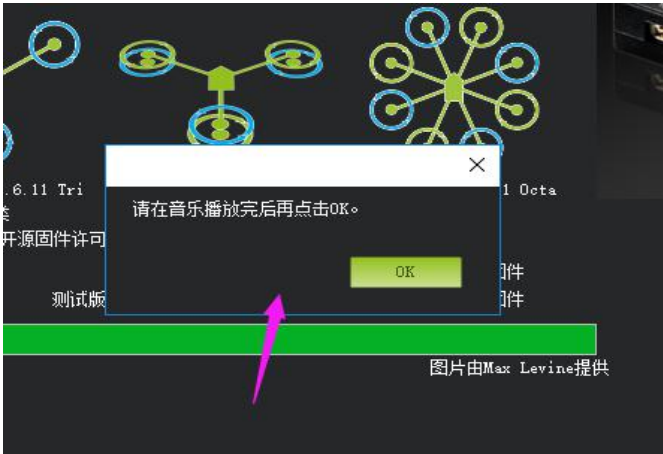 .6.11 Tri
1 Octa
类
请在音乐播放完后再点击OK。
开源固件许可
OK
固件
测试版
固件
图片由Max Levine提供